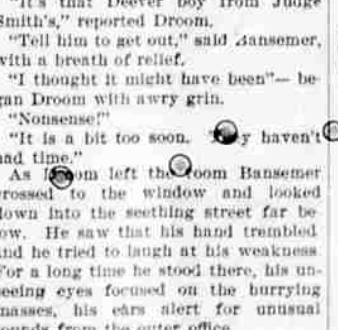 "It's that Deever boy from Judge
Smith's," reported Droom.
"Tell him to get out," said Bansemer,
with a breath of relief.
"I thought it might have been"— be-
gan Droom with awry grin.
"Nonsense!"
"It is a bit too soon. haven't
had time."
As left the room Bansemer
crossed to the window and looked
down into the seething street far be-
low. He saw that his hand trembled
and he tried to laugh at his weakness
For a long time he stood there, his un-
seeing eyes focused on the hurrying
masses, his ears alert for unusual
sounds from the outer office